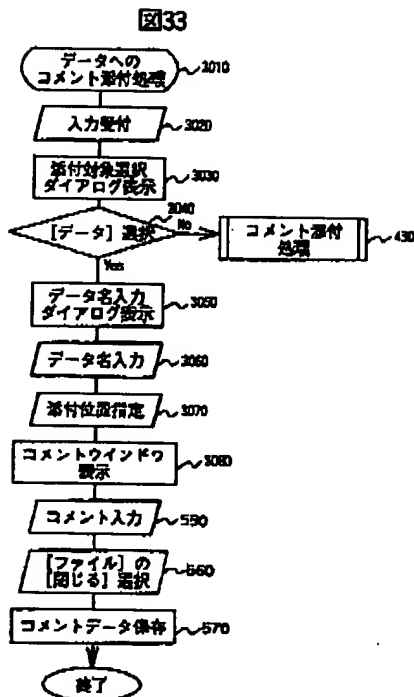 図33
データへの
コメント添付処理
3010
入力受付
3020
添付対象選択
ダイアログ表示
3030
3040
[データ]選択
No
コメント添付
処理
430
Yes
データ名入力
ダイアログ表示
3050
データ名入力
3060
添付位置指定
3070
コメントウインドウ
表示
3080
コメント入力
550
[ファイル]の
[閉じる]選択
560
コメントデータ保存
570
終了